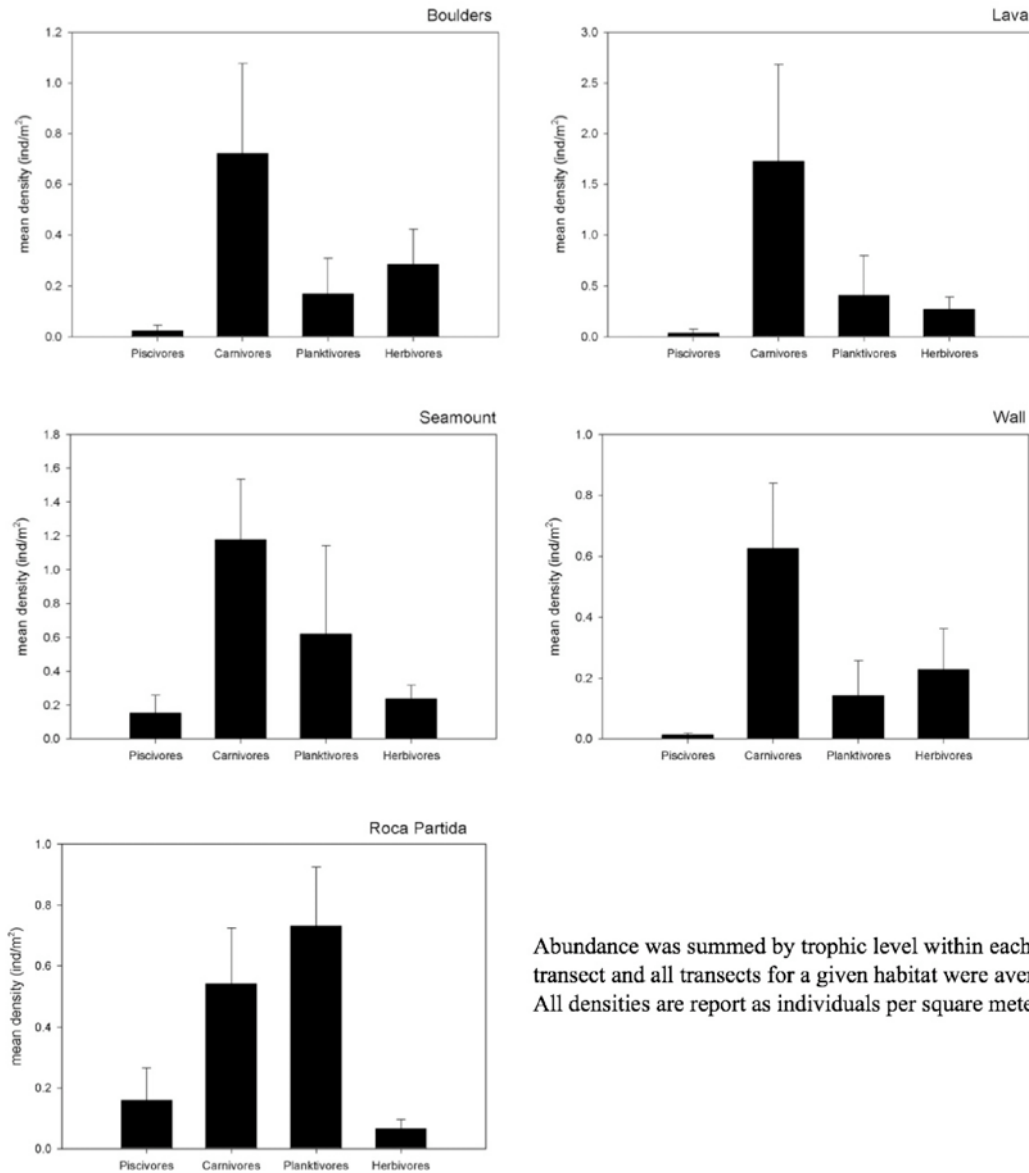 Boulders
1.2
1.0
0.8
0.6
0.4
0.2
0.0
mean density (ind/m²)
Piscivores Carnivores Planktivores Herbivores
Lava
3.0
2.5
2.0
1.5
1.0
0.5
0.0
mean density (ind/m²)
Piscivores Carnivores Planktivores Herbivores
Seamount
1.8
1.6
1.4
1.2
1.0
0.8
0.6
0.4
0.2
0.0
mean density (ind/m²)
Piscivores Carnivores Planktivores Herbivores
Wall
1.0
0.8
0.6
0.4
0.2
0.0
mean density (ind/m²)
Piscivores Carnivores Planktivores Herbivores
Roca Partida
1.0
0.8
0.6
0.4
0.2
0.0
mean density (ind/m²)
Piscivores Carnivores Planktivores Herbivores
Abundance was summed by trophic level within each
transect and all transects for a given habitat were aver
All densities are report as individuals per square mete